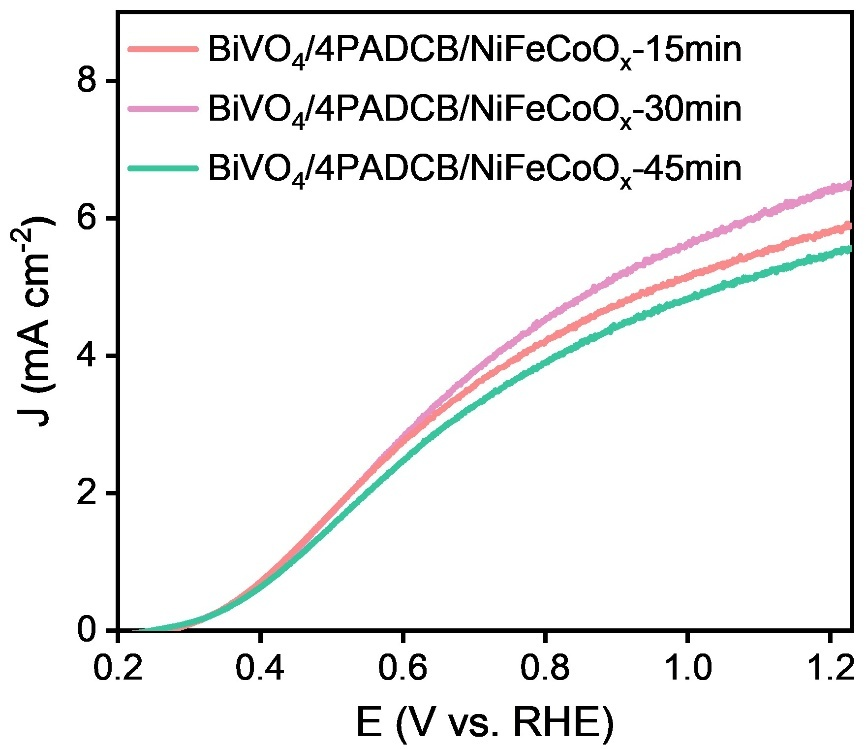 BiVO₄/4PADCB/NiFeCoOₓ-15min
BiVO₄/4PADCB/NiFeCoOₓ-30min
BiVO₄/4PADCB/NiFeCoOₓ-45min
8
6
4
2
0
J (mA cm⁻²)
0.2 0.4 0.6 0.8 1.0 1.2
E (V vs. RHE)